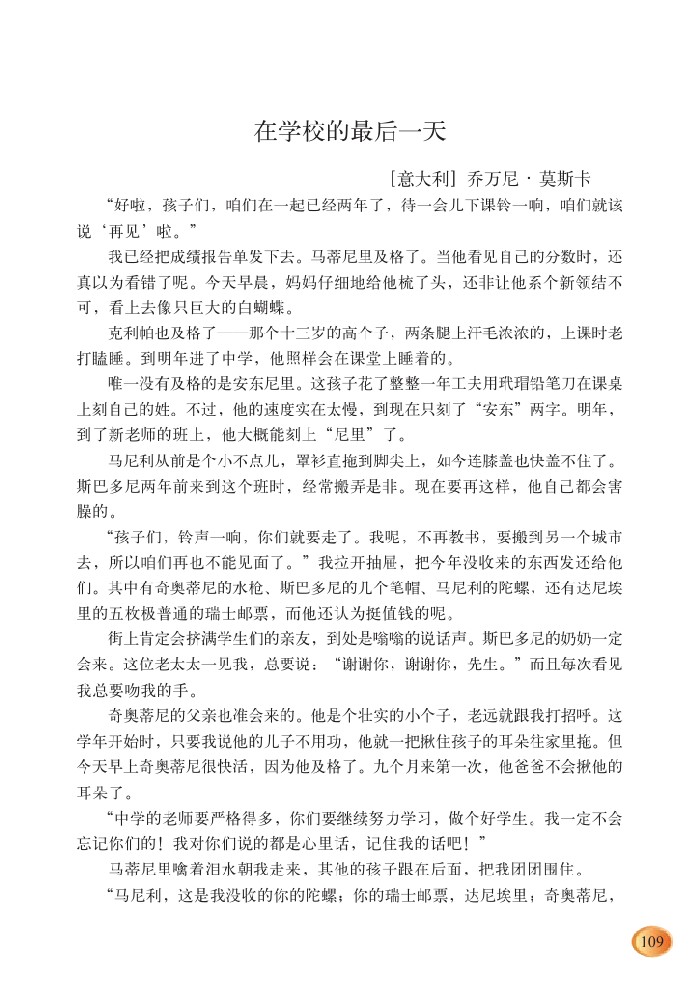 在学校的最后一天
[意大利] 乔万尼·莫斯卡
“好啦，孩子们，咱们在一起已经两年了，待一会儿下课铃一响，咱们就该
说‘再见’啦。”
我已经把成绩报告单发下去。马蒂尼里及格了。当他看见自己的分数时，还
真以为看错了呢。今天早晨，妈妈仔细地给他梳了头，还非让他系个新领结不
可，看上去像只巨大的白蝴蝶。
克利帕也及格了——那个十三岁的高个子，两条腿上汗毛浓浓的，上课时老
打瞌睡。到明年进了中学，他照样会在课堂上睡着的。
唯一没有及格的是安东尼里。这孩子花了整整一年工夫用玳瑁铅笔刀在课桌
上刻自己的姓。不过，他的速度实在太慢，到现在只刻了“安东”两字。明年，
到了新老师的班上，他大概能刻上“尼里”了。
马尼利从前是个小不点儿，罩衫直拖到脚尖上，如今连膝盖也快盖不住了。
斯巴多尼两年前来到这个班时，经常搬弄是非。现在要再这样，他自己都会害
臊的。
“孩子们，铃声一响，你们就要走了。我呢，不再教书，要搬到另一个城市
去，所以咱们再也不能见面了。”我拉开抽屉，把今年没收来的东西发还给他
们。其中有奇奥蒂尼的水枪、斯巴多尼的几个笔帽、马尼利的陀螺，还有达尼埃
里的五枚极普通的瑞士邮票，而他还认为挺值钱的呢。
街上肯定会挤满学生们的亲友，到处是嗡嗡的说话声。斯巴多尼的奶奶一定
会来。这位老太太一见我，总要说：“谢谢你，谢谢你，先生。”而且每次看见
我总要吻我的手。
奇奥蒂尼的父亲也准会来的。他是个壮实的小个子，老远就跟我打招呼。这
学年开始时，只要我说他的儿子不用功，他就一把揪住孩子的耳朵往家里拖。但
今天早上奇奥蒂尼很快活，因为他及格了。九个月来第一次，他爸爸不会揪他的
耳朵了。
“中学的老师要严格得多，你们要继续努力学习，做个好学生。我一定不会
忘记你们的！我对你们说的都是心里话，记住我的话吧！”
马蒂尼里噙着泪水朝我走来，其他的孩子跟在后面，把我团团围住。
“马尼利，这是我没收的你的陀螺；你的瑞士邮票，达尼埃里；奇奥蒂尼，
109